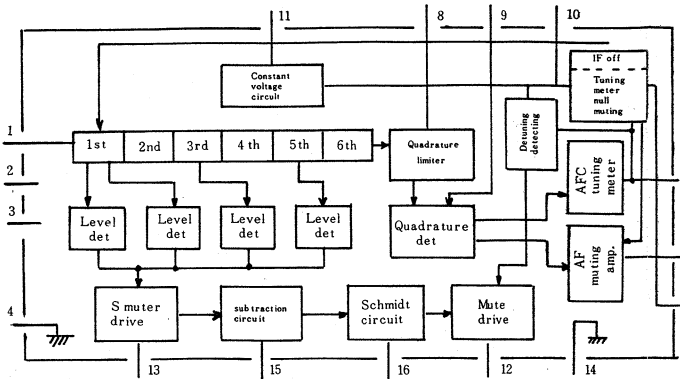 11
8
9
10
Constant
voltage
circuit
IF off
Tuning
meter
null
muting
1
1st 2nd 3rd 4th 5th 6th
Quadrature
limiter
Detuning
detecting
AFC
tuning
meter
2
3
Level
det
Level
det
Level
det
Level
det
Quadrature
det
AF
muting
amp.
4
S muter
drive
subtraction
circuit
Schmidt
circuit
Mute
drive
13
15
16
12
14